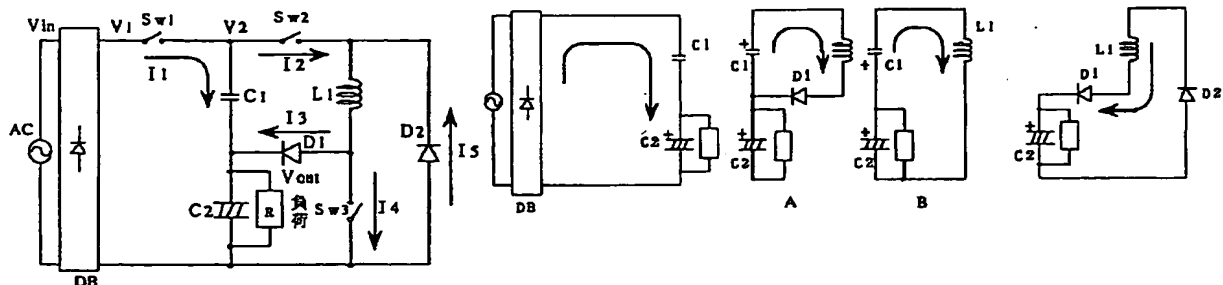 Vin V1 Sw1 V2 Sw2
I1 I2
C1 L1
I3
AC D1 D2 I5
Vout
C2 R 負荷 Sw3 I4
DB
C1
C2
DB
C1 D1
C2
A
C1 L1
C2
B
L1
D1 D2
C2